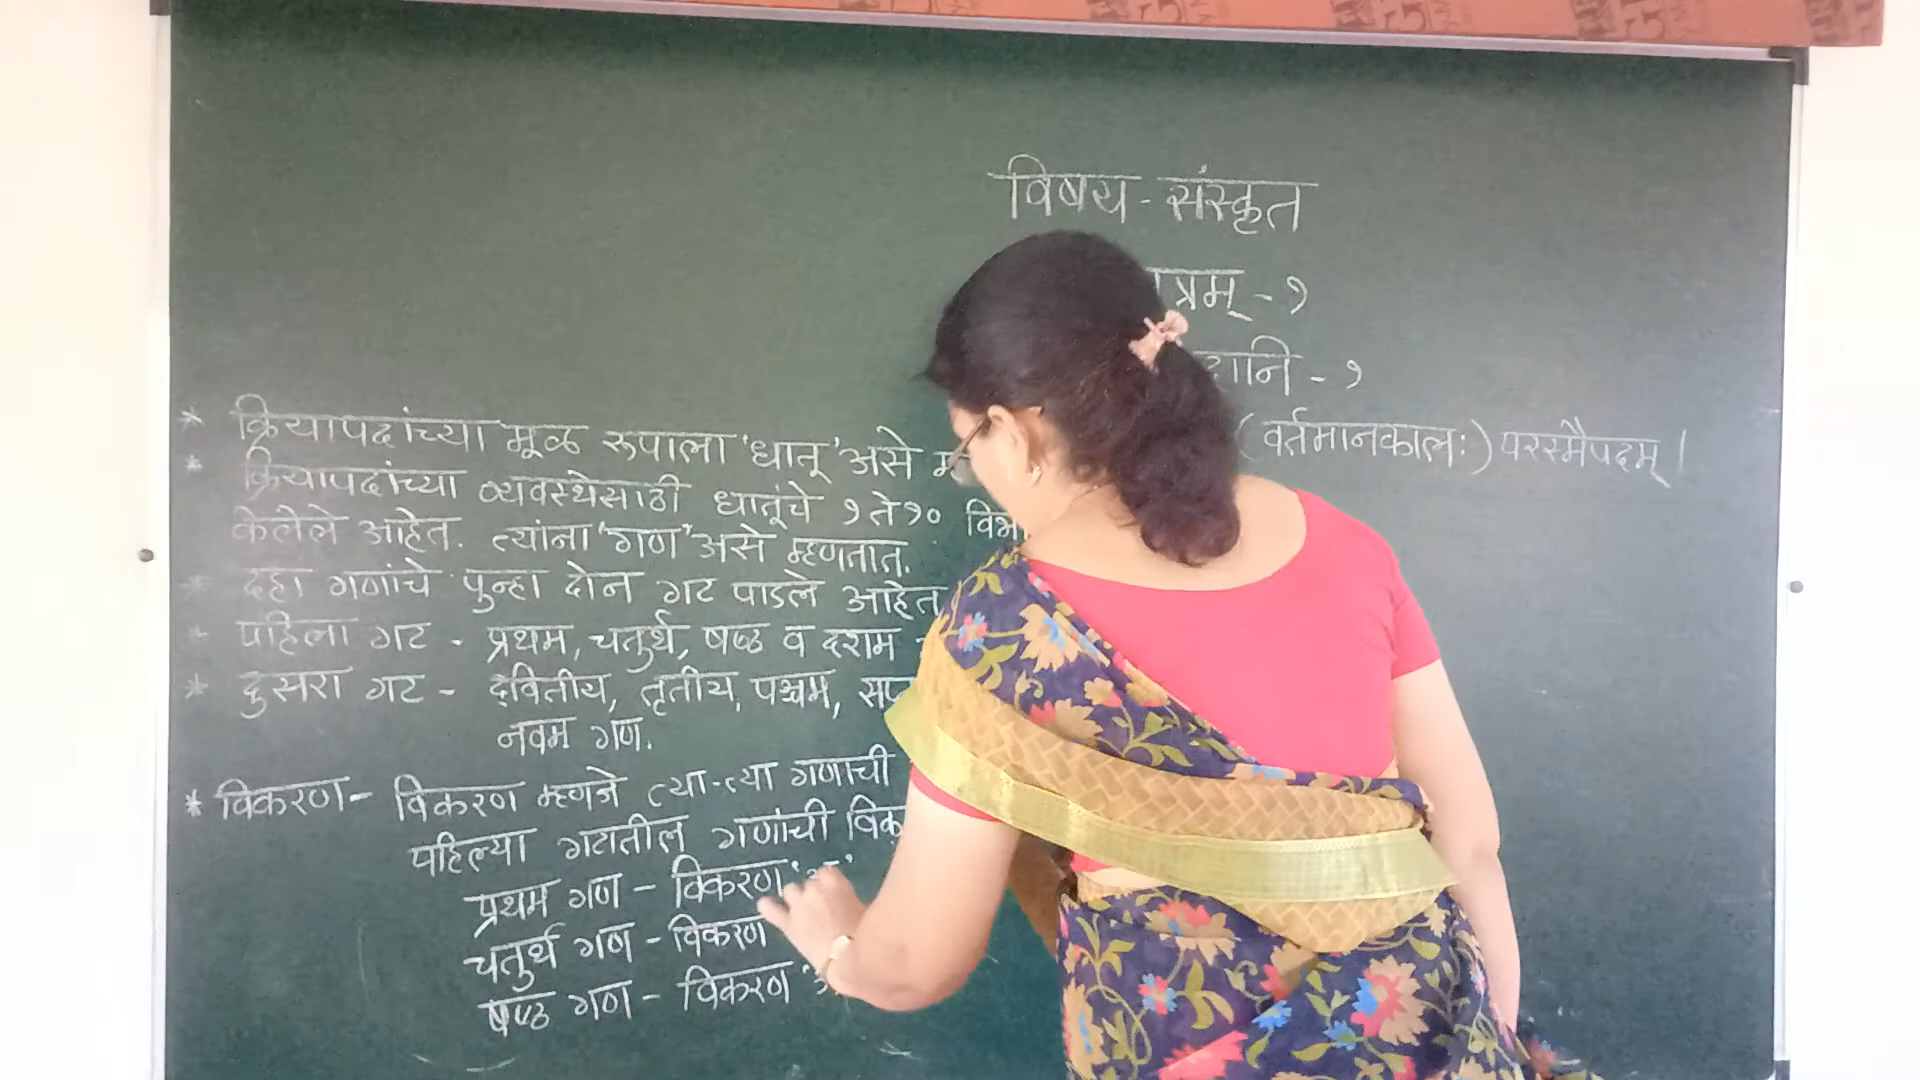 विषय - संस्कृत
- १
- १
(वर्तमानकालः) परस्मैपदम् ।
* क्रियापदांच्या मूळ रूपाला 'धातू' असे
* क्रियापदांच्या व्यवस्थेसाठी धातूंचे १ ते १०
केलेले आहेत. त्यांना 'गण' असे म्हणतात.
* दहा गणांचे पुन्हा दोन गट पाडले आहेत
* पहिला गट - प्रथम, चतुर्थ, षष्ठ व दशम -
* दुसरा गट - द्वितीय, तृतीय, पञ्चम,
नवम गण.
* विकरण - विकरण म्हणजे त्या-त्या गणाची
पहिल्या गटातील गणांची
प्रथम गण - विकरण
चतुर्थ गण - विकरण
षष्ठ गण - विकरण